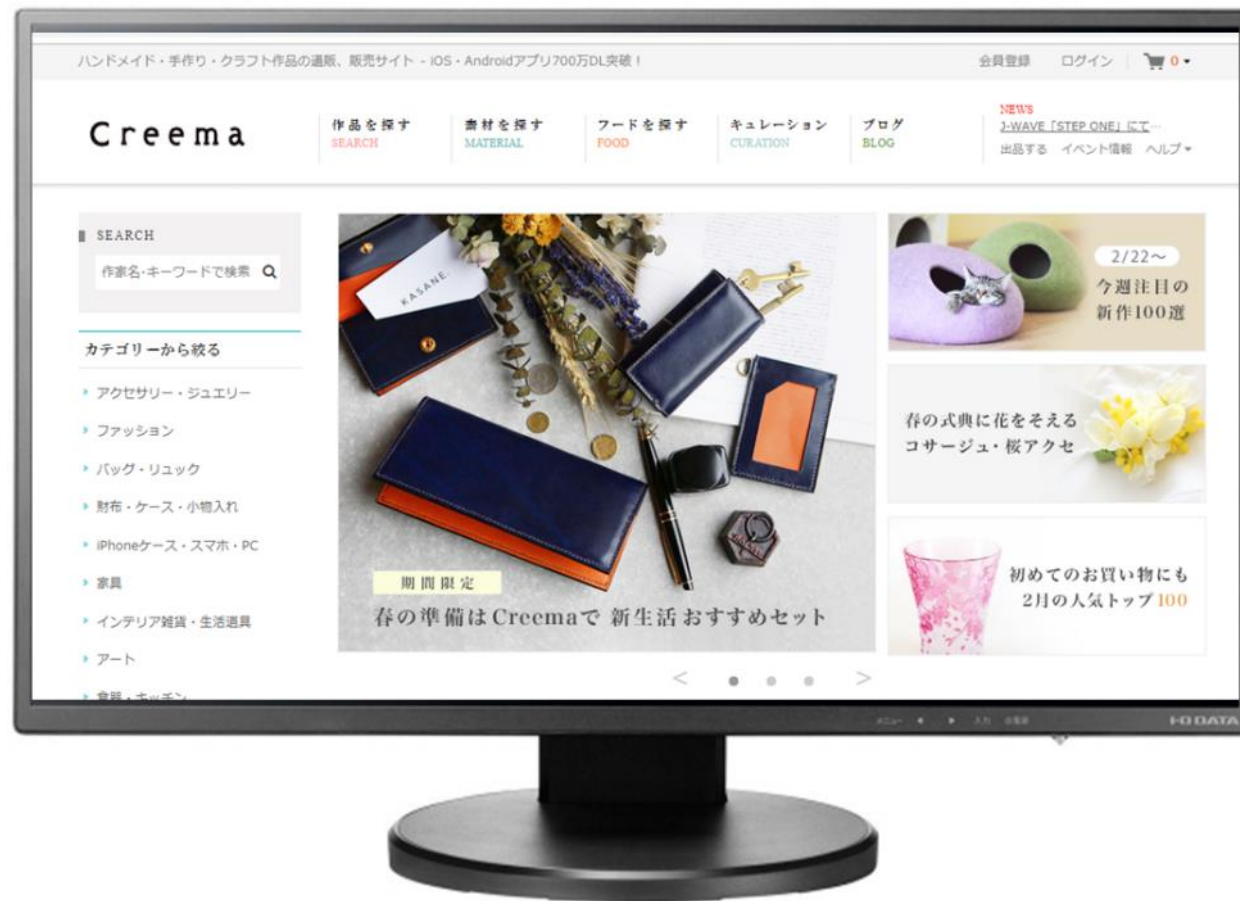 ハンドメイド・手作り・クラフト作品の通販、販売サイト - iOS・Androidアプリ700万DL突破！
会員登録 ログイン 0
Creema
作品を探す
SEARCH
素材を探す
MATERIAL
フードを探す
FOOD
キュレーション
CURATION
ブログ
BLOG
NEWS
J-WAVE「STEP ONE」にて…
出品する イベント情報 ヘルプ
SEARCH
作家名・キーワードで検索
カテゴリーから絞る
アクセサリー・ジュエリー
ファッション
バッグ・リュック
財布・ケース・小物入れ
iPhoneケース・スマホ・PC
家具
インテリア雑貨・生活道具
アート
食器・キッチン
KASANE.
期間限定
春の準備はCreemaで 新生活おすすめセット
2/22～
今週注目の
新作100選
春の式典に花をそえる
コサージュ・桜アクセ
初めてのお買い物にも
2月の人気トップ100
メニュー 入力
I-O DATA